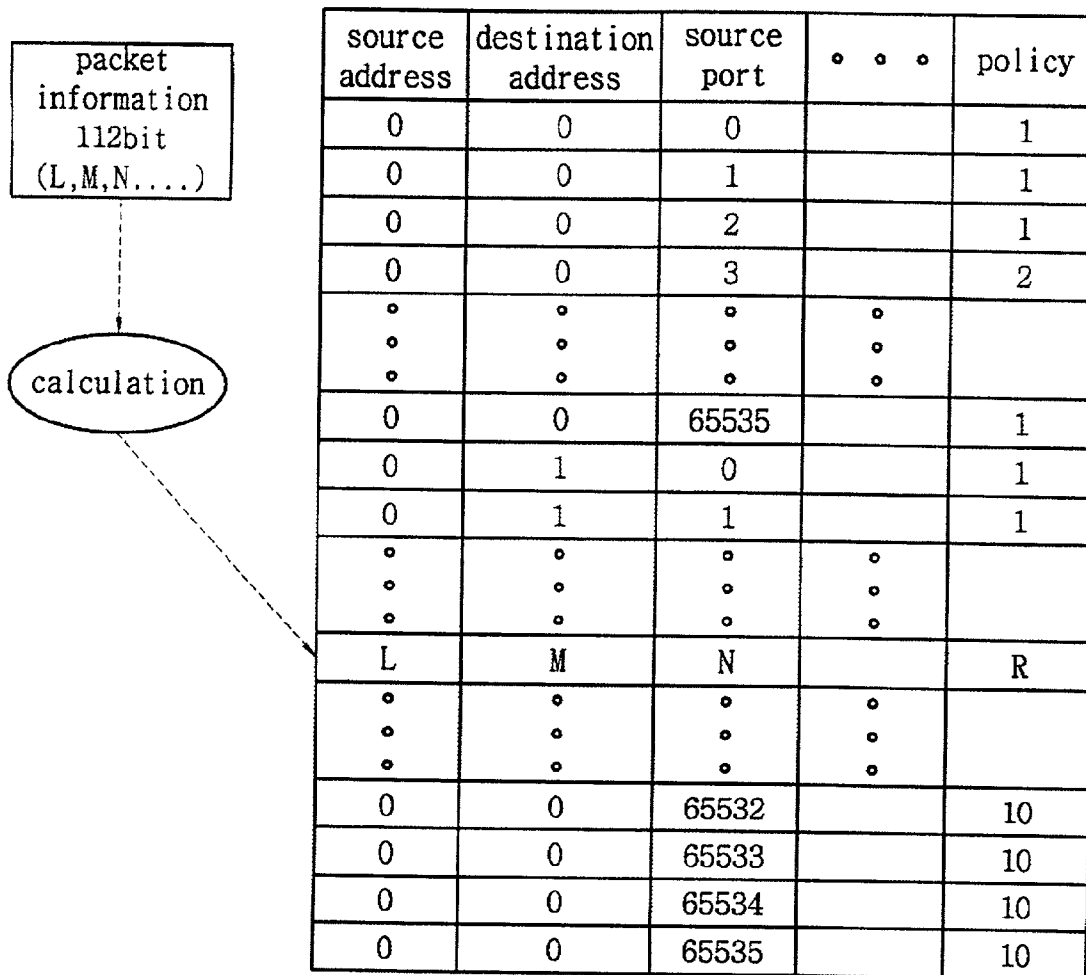 packet
information
112bit
(L,M,N....)
calculation
source address destination address source port ∘ ∘ ∘ policy
0 0 0 1
0 0 1 1
0 0 2 1
0 0 3 2
0 0 65535 1
0 1 0 1
0 1 1 1
L M N R
0 0 65532 10
0 0 65533 10
0 0 65534 10
0 0 65535 10